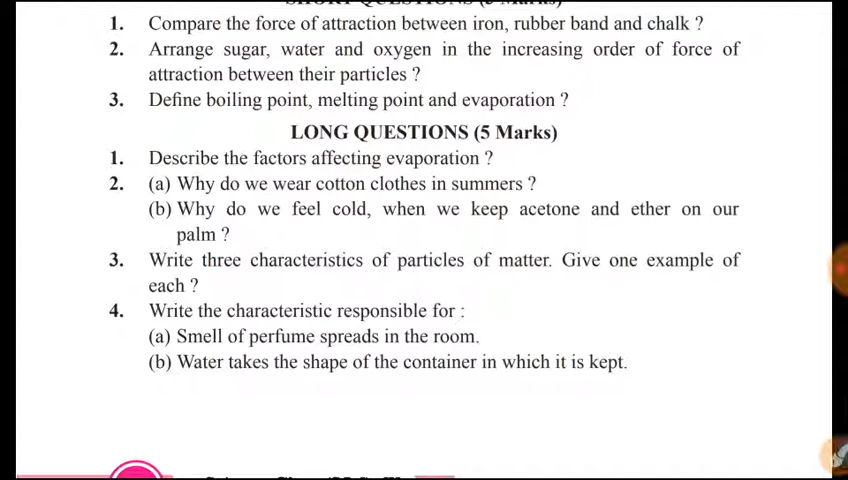 SHORT QUESTIONS (3 Marks)
1. Compare the force of attraction between iron, rubber band and chalk ?
2. Arrange sugar, water and oxygen in the increasing order of force of
attraction between their particles ?
3. Define boiling point, melting point and evaporation ?
LONG QUESTIONS (5 Marks)
1. Describe the factors affecting evaporation ?
2. (a) Why do we wear cotton clothes in summers ?
(b) Why do we feel cold, when we keep acetone and ether on our
palm ?
3. Write three characteristics of particles of matter. Give one example of
each ?
4. Write the characteristic responsible for :
(a) Smell of perfume spreads in the room.
(b) Water takes the shape of the container in which it is kept.